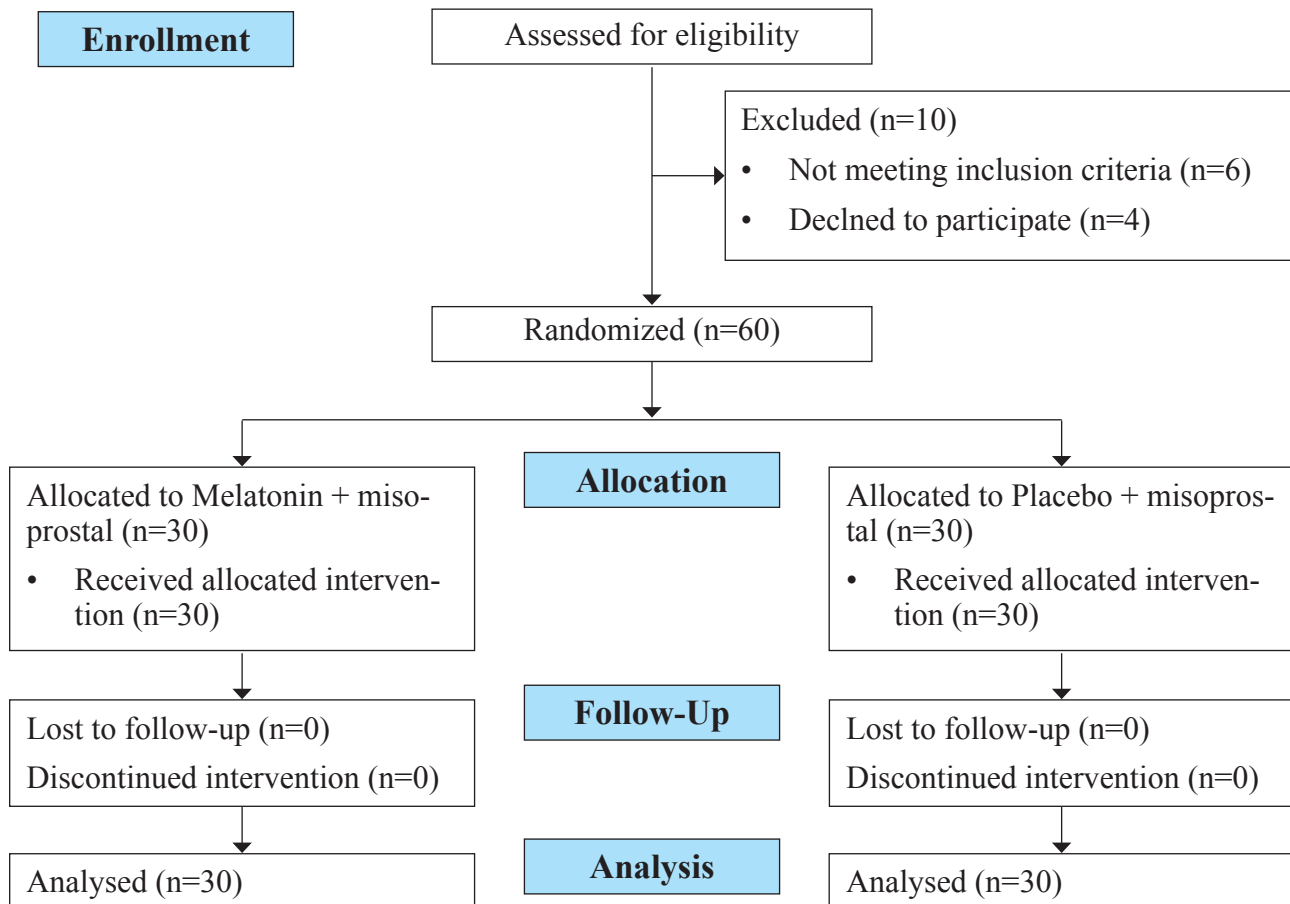 Enrollment
Assessed for eligibility
Excluded (n=10)
• Not meeting inclusion criteria (n=6)
• Declned to participate (n=4)
Randomized (n=60)
Allocation
Allocated to Melatonin + miso-
prostal (n=30)
• Received allocated interven-
tion (n=30)
Allocated to Placebo + misopros-
tal (n=30)
• Received allocated interven-
tion (n=30)
Follow-Up
Lost to follow-up (n=0)
Discontinued intervention (n=0)
Lost to follow-up (n=0)
Discontinued intervention (n=0)
Analysis
Analysed (n=30)
Analysed (n=30)